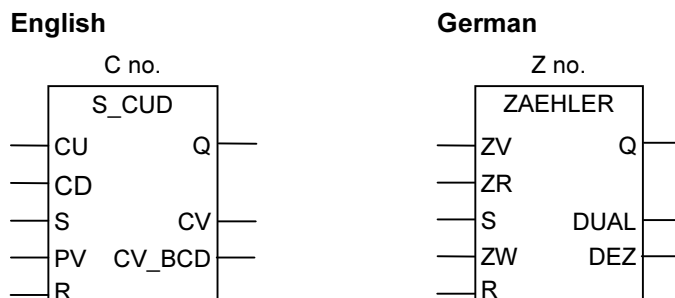 English
C no.
S_CUD
CU Q
CD
S CV
PV CV_BCD
R
German
Z no.
ZAEHLER
ZV Q
ZR
S DUAL
ZW DEZ
R